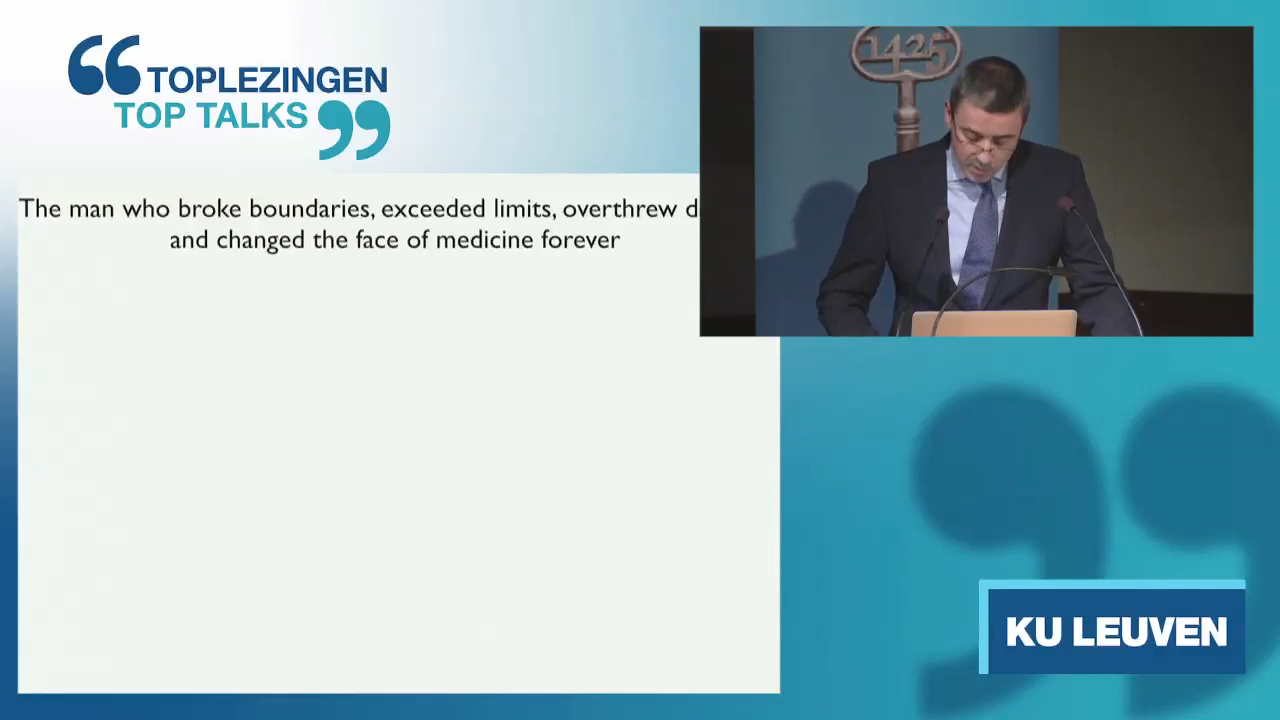 TOPLEZINGEN
TOP TALKS
1425
The man who broke boundaries, exceeded limits, overthrew
and changed the face of medicine forever
KU LEUVEN